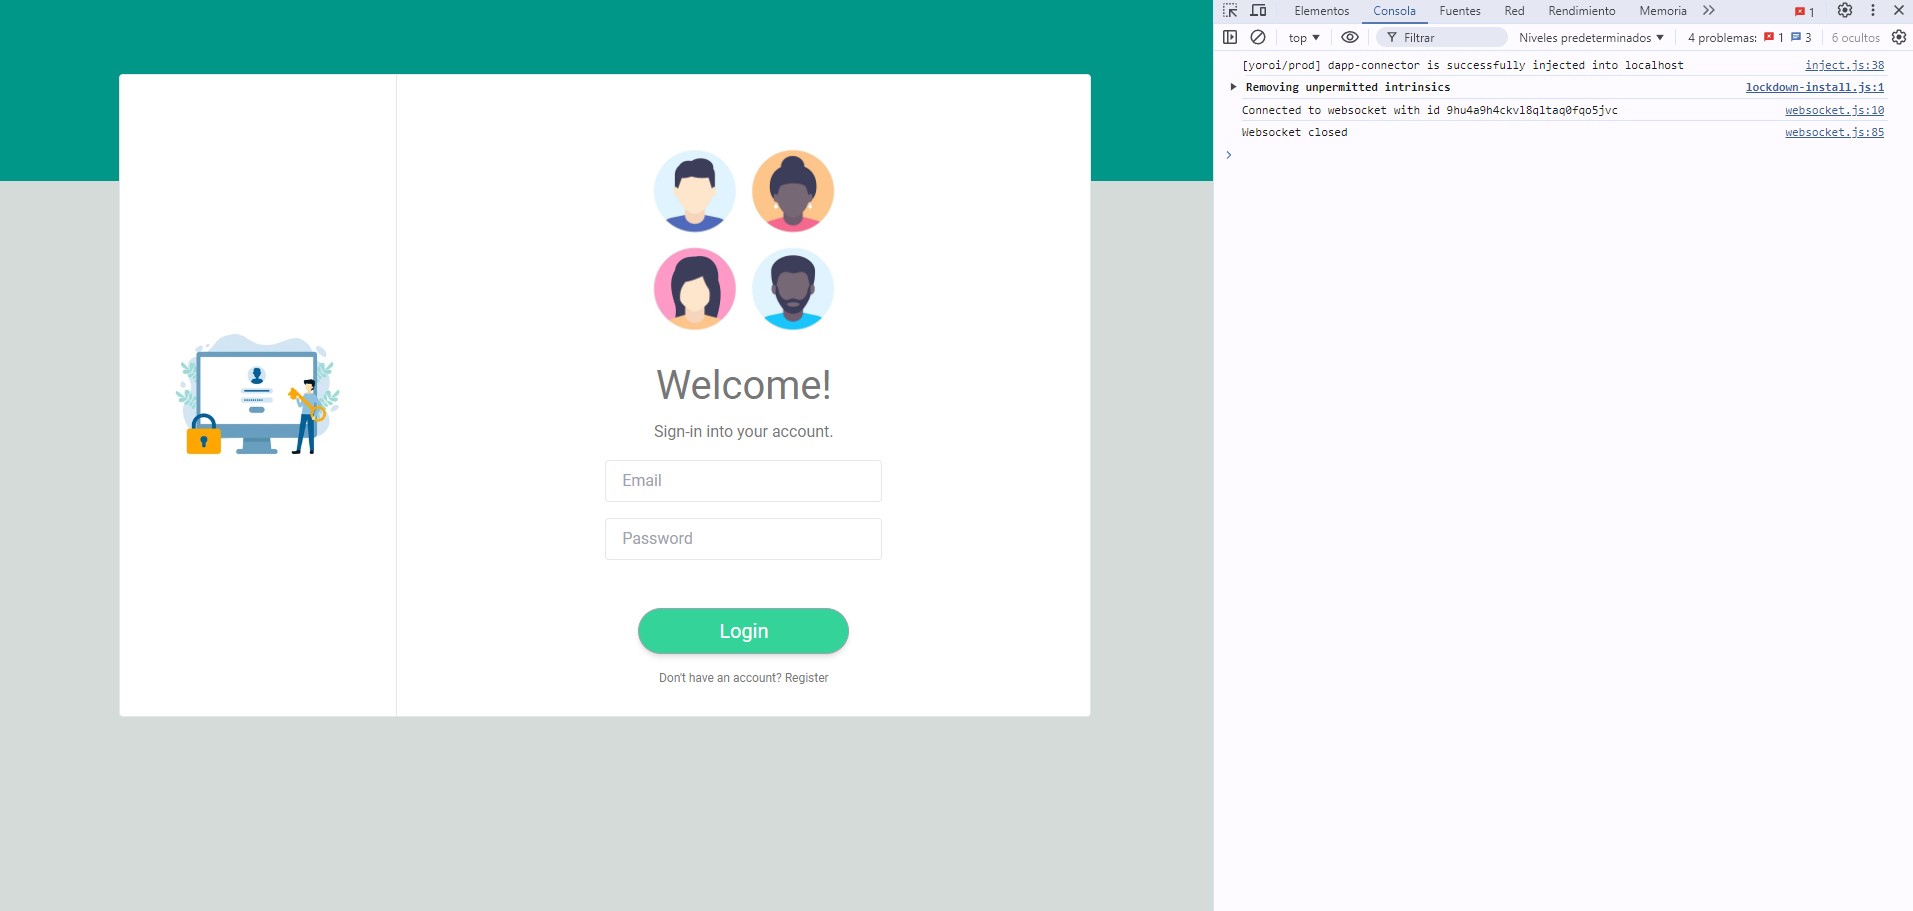 Welcome!
Sign-in into your account.
Email
Password
Login
Don't have an account? Register
Elementos Consola Fuentes Red Rendimiento Memoria 1
top Filtrar Niveles predeterminados 4 problemas: 1 3 6 ocultos
[yoroi/prod] dapp-connector is successfully injected into localhost inject.js:38
Removing unpermitted intrinsics lockdown-install.js:1
Connected to websocket with id 9hu4a9h4ckvl8qltaq0fqo5jvc websocket.js:10
Websocket closed websocket.js:85